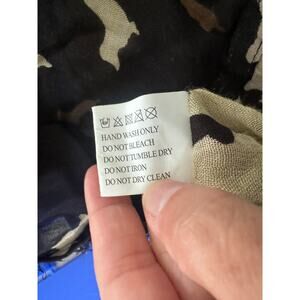 HAND WASH ONLY
DO NOT BLEACH
DO NOT TUMBLE DRY
DO NOT IRON
DO NOT DRY CLEAN